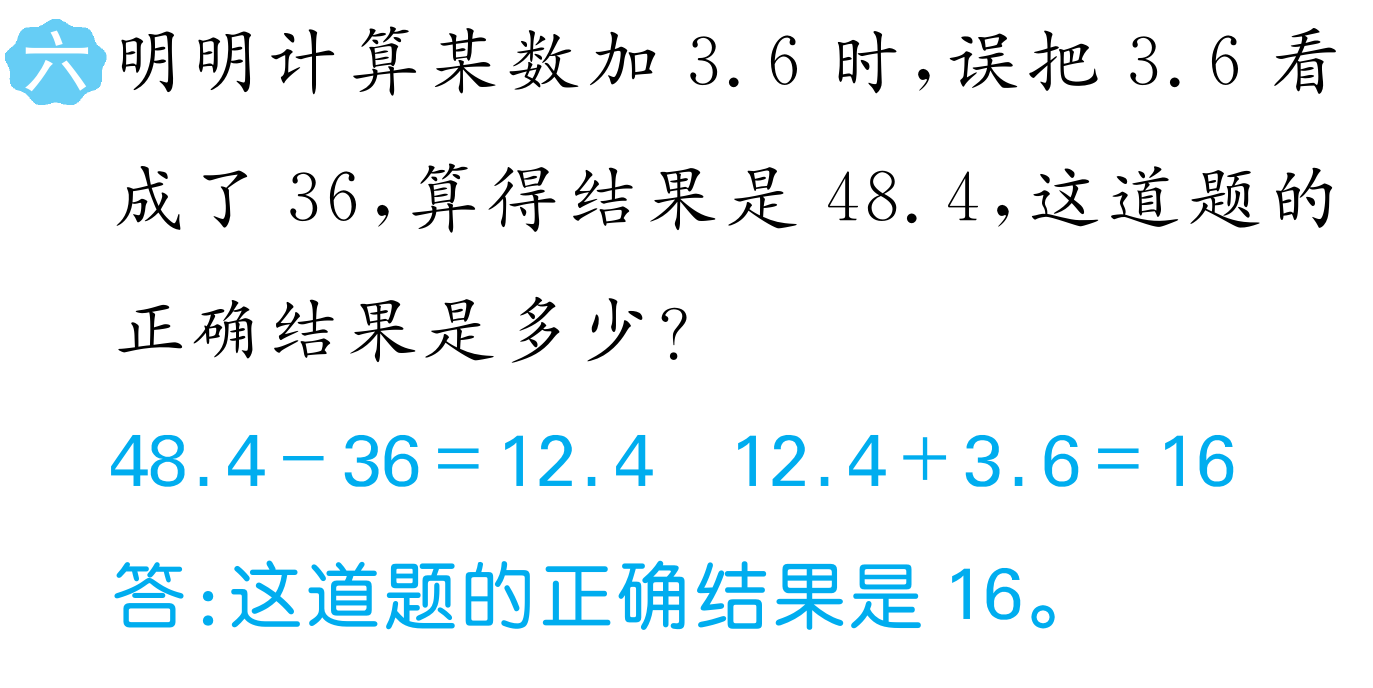 六 明明计算某数加 3.6 时,误把 3.6 看
成了 36,算得结果是 48.4,这道题的
正确结果是多少?
48.4-36=12.4 12.4+3.6=16
答:这道题的正确结果是 16。